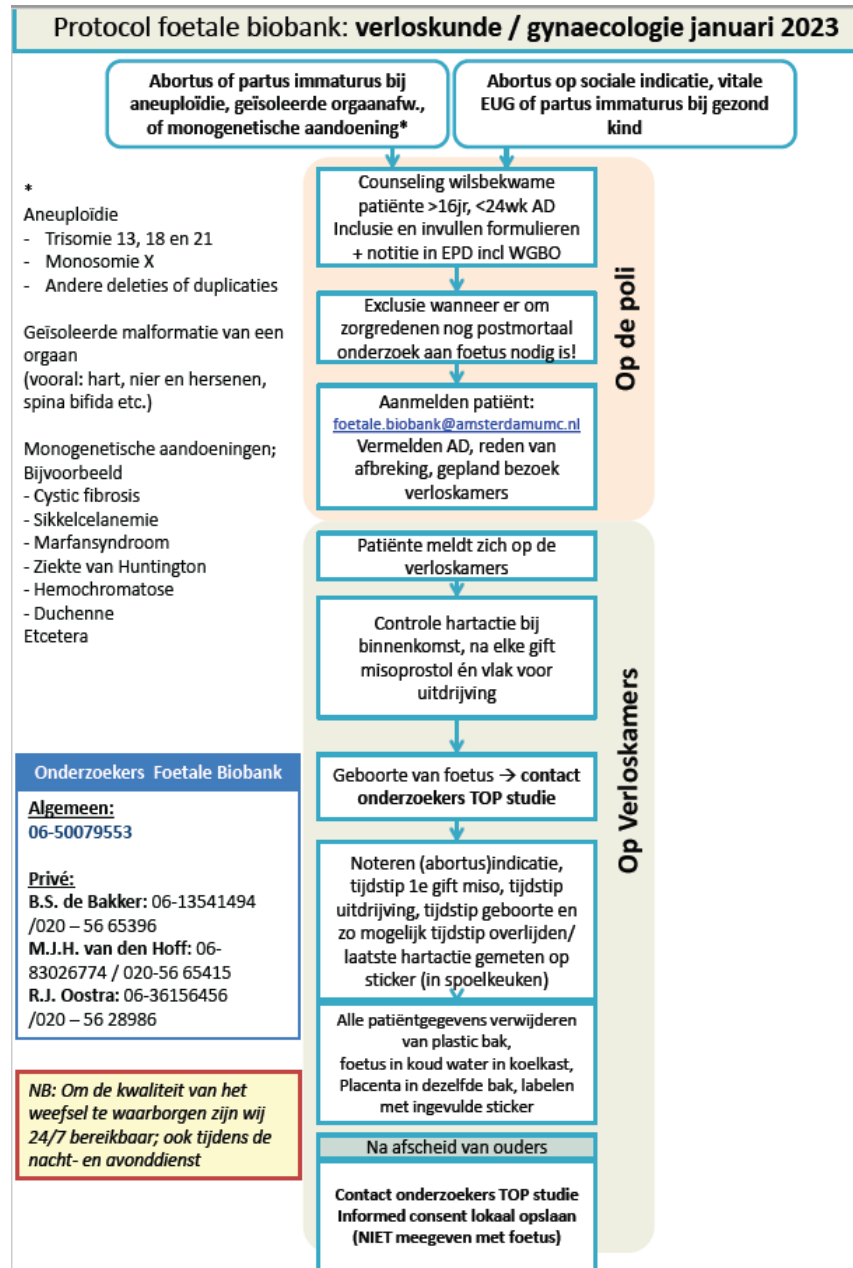 Protocol foetale biobank: verloskunde / gynaecologie januari 2023
Abortus of partus immaturus bij
aneuploïdie, geïsoleerde orgaanafw.,
of monogenetische aandoening*
Abortus op sociale indicatie, vitale
EUG of partus immaturus bij gezond
kind
*
Aneuploïdie
- Trisomie 13, 18 en 21
- Monosomie X
- Andere deleties of duplicaties
Geïsoleerde malformatie van een
orgaan
(vooral: hart, nier en hersenen,
spina bifida etc.)
Monogenetische aandoeningen;
Bijvoorbeeld
- Cystic fibrosis
- Sikkelcelanemie
- Marfansyndroom
- Ziekte van Huntington
- Hemochromatose
- Duchenne
Etcetera
Counseling wilsbekwame
patiënte >16jr, <24wk AD
Inclusie en invullen formulieren
+ notitie in EPD incl WGBO
Exclusie wanneer er om
zorgredenen nog postmortaal
onderzoek aan foetus nodig is!
Aanmelden patiënt:
foetale.biobank@amsterdamumc.nl
Vermelden AD, reden van
afbreking, gepland bezoek
verloskamers
Op de poli
Patiënte meldt zich op de
verloskamers
Controle hartactie bij
binnenkomst, na elke gift
misoprostol én vlak voor
uitdrijving
Geboorte van foetus → contact
onderzoekers TOP studie
Noteren (abortus)indicatie,
tijdstip 1e gift miso, tijdstip
uitdrijving, tijdstip geboorte en
zo mogelijk tijdstip overlijden/
laatste hartactie gemeten op
sticker (in spoelkeuken)
Alle patiëntgegevens verwijderen
van plastic bak,
foetus in koud water in koelkast,
Placenta in dezelfde bak, labelen
met ingevulde sticker
Na afscheid van ouders
Contact onderzoekers TOP studie
Informed consent lokaal opslaan
(NIET meegeven met foetus)
Op Verloskamers
Onderzoekers Foetale Biobank
Algemeen:
06-50079553
Privé:
B.S. de Bakker: 06-13541494
/020 – 56 65396
M.J.H. van den Hoff: 06-
83026774 / 020-56 65415
R.J. Oostra: 06-36156456
/020 – 56 28986
NB: Om de kwaliteit van het
weefsel te waarborgen zijn wij
24/7 bereikbaar; ook tijdens de
nacht- en avonddienst